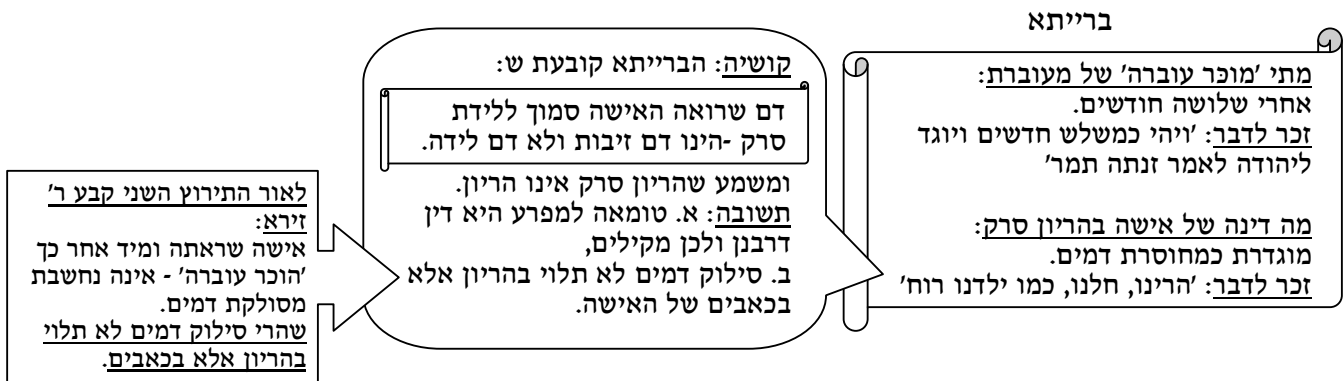 ברייתא
מתי 'מוכּר עוברה' של מעוברת:
אחרי שלושה חודשים.
זכר לדבר: 'ויהי כמשלש חדשים ויוגד
ליהודה לאמר זנתה תמר'
מה דינה של אישה בהריון סרק:
מוגדרת כמחוסרת דמים.
זכר לדבר: 'הרינו, חלנו, כמו ילדנו רוח'
קושיה: הברייתא קובעת ש:
דם שרואה האישה סמוך ללידת
סרק -הינו דם זיבות ולא דם לידה.
ומשמע שהריון סרק אינו הריון.
תשובה: א. טומאה למפרע היא דין
דרבנן ולכן מקילים,
ב. סילוק דמים לא תלוי בהריון אלא
בכאבים של האישה.
לאור התירוץ השני קבע ר'
זירא:
אישה שראתה ומיד אחר כך
'הוכר עוברה' - אינה נחשבת
מסולקת דמים.
שהרי סילוק דמים לא תלוי
בהריון אלא בכאבים.